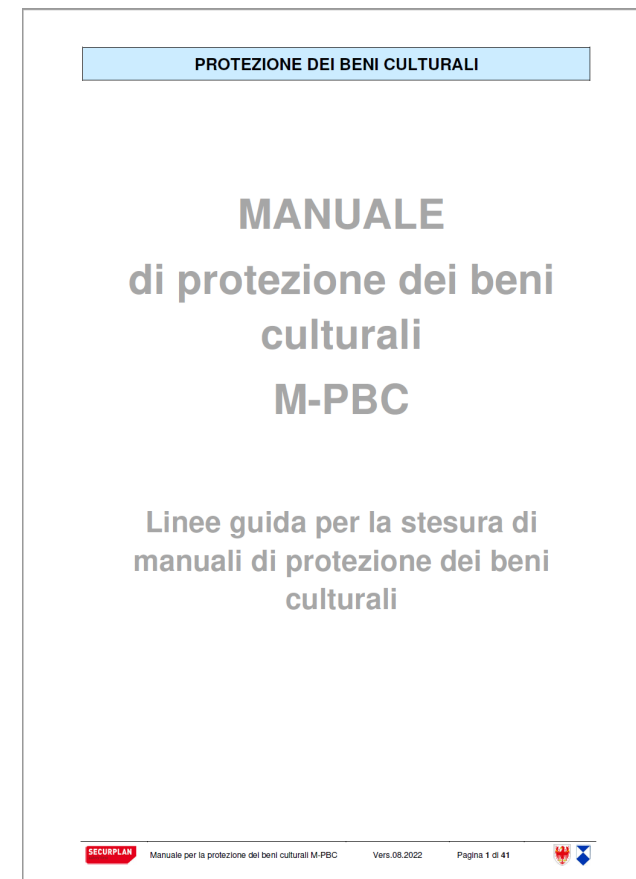 PROTEZIONE DEI BENI CULTURALI
MANUALE
di protezione dei beni
culturali
M-PBC
Linee guida per la stesura di
manuali di protezione dei beni
culturali
SECURPLAN Manuale per la protezione dei beni culturali M-PBC Vers.08.2022 Pagina 1 di 41